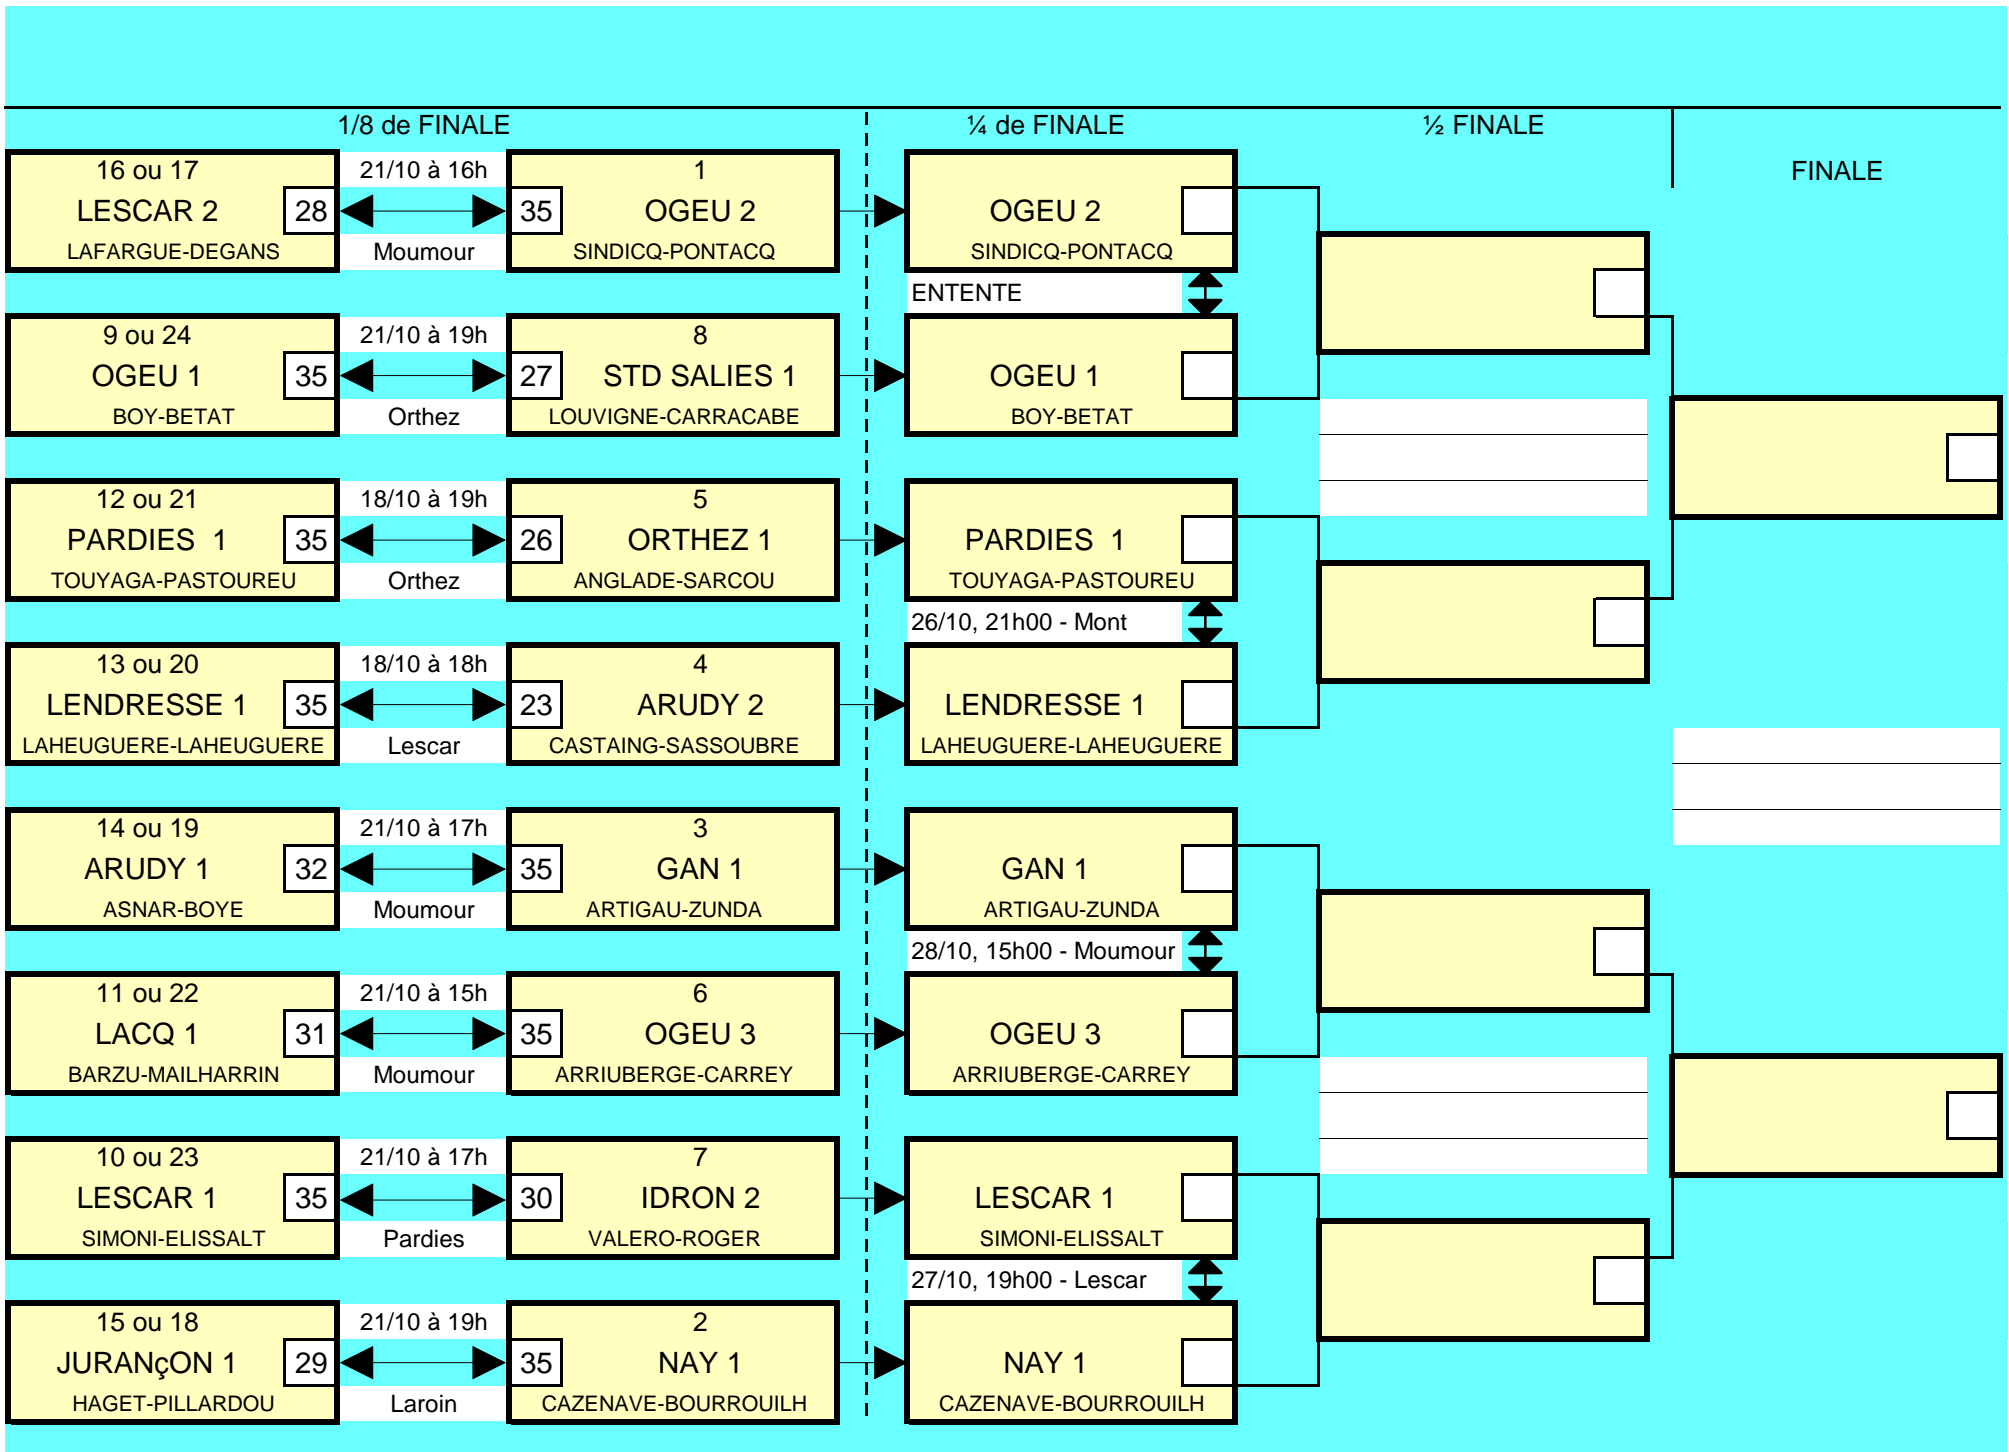 1/8 de FINALE
¼ de FINALE
½ FINALE
FINALE
16 ou 17
LESCAR 2
28
LAFARGUE-DEGANS
21/10 à 16h
Moumour
1
35
OGEU 2
SINDICQ-PONTACQ
OGEU 2
SINDICQ-PONTACQ
ENTENTE
9 ou 24
OGEU 1
35
BOY-BETAT
21/10 à 19h
Orthez
8
27
STD SALIES 1
LOUVIGNE-CARRACABE
OGEU 1
BOY-BETAT
12 ou 21
PARDIES 1
35
TOUYAGA-PASTOUREU
18/10 à 19h
Orthez
5
26
ORTHEZ 1
ANGLADE-SARCOU
PARDIES 1
TOUYAGA-PASTOUREU
26/10, 21h00 - Mont
13 ou 20
LENDRESSE 1
35
LAHEUGUERE-LAHEUGUERE
18/10 à 18h
Lescar
4
23
ARUDY 2
CASTAING-SASSOUBRE
LENDRESSE 1
LAHEUGUERE-LAHEUGUERE
14 ou 19
ARUDY 1
32
ASNAR-BOYE
21/10 à 17h
Moumour
3
35
GAN 1
ARTIGAU-ZUNDA
GAN 1
ARTIGAU-ZUNDA
28/10, 15h00 - Moumour
11 ou 22
LACQ 1
31
BARZU-MAILHARRIN
21/10 à 15h
Moumour
6
35
OGEU 3
ARRIUBERGE-CARREY
OGEU 3
ARRIUBERGE-CARREY
10 ou 23
LESCAR 1
35
SIMONI-ELISSALT
21/10 à 17h
Pardies
7
30
IDRON 2
VALERO-ROGER
LESCAR 1
SIMONI-ELISSALT
27/10, 19h00 - Lescar
15 ou 18
JURANçON 1
29
HAGET-PILLARDOU
21/10 à 19h
Laroin
2
35
NAY 1
CAZENAVE-BOURROUILH
NAY 1
CAZENAVE-BOURROUILH